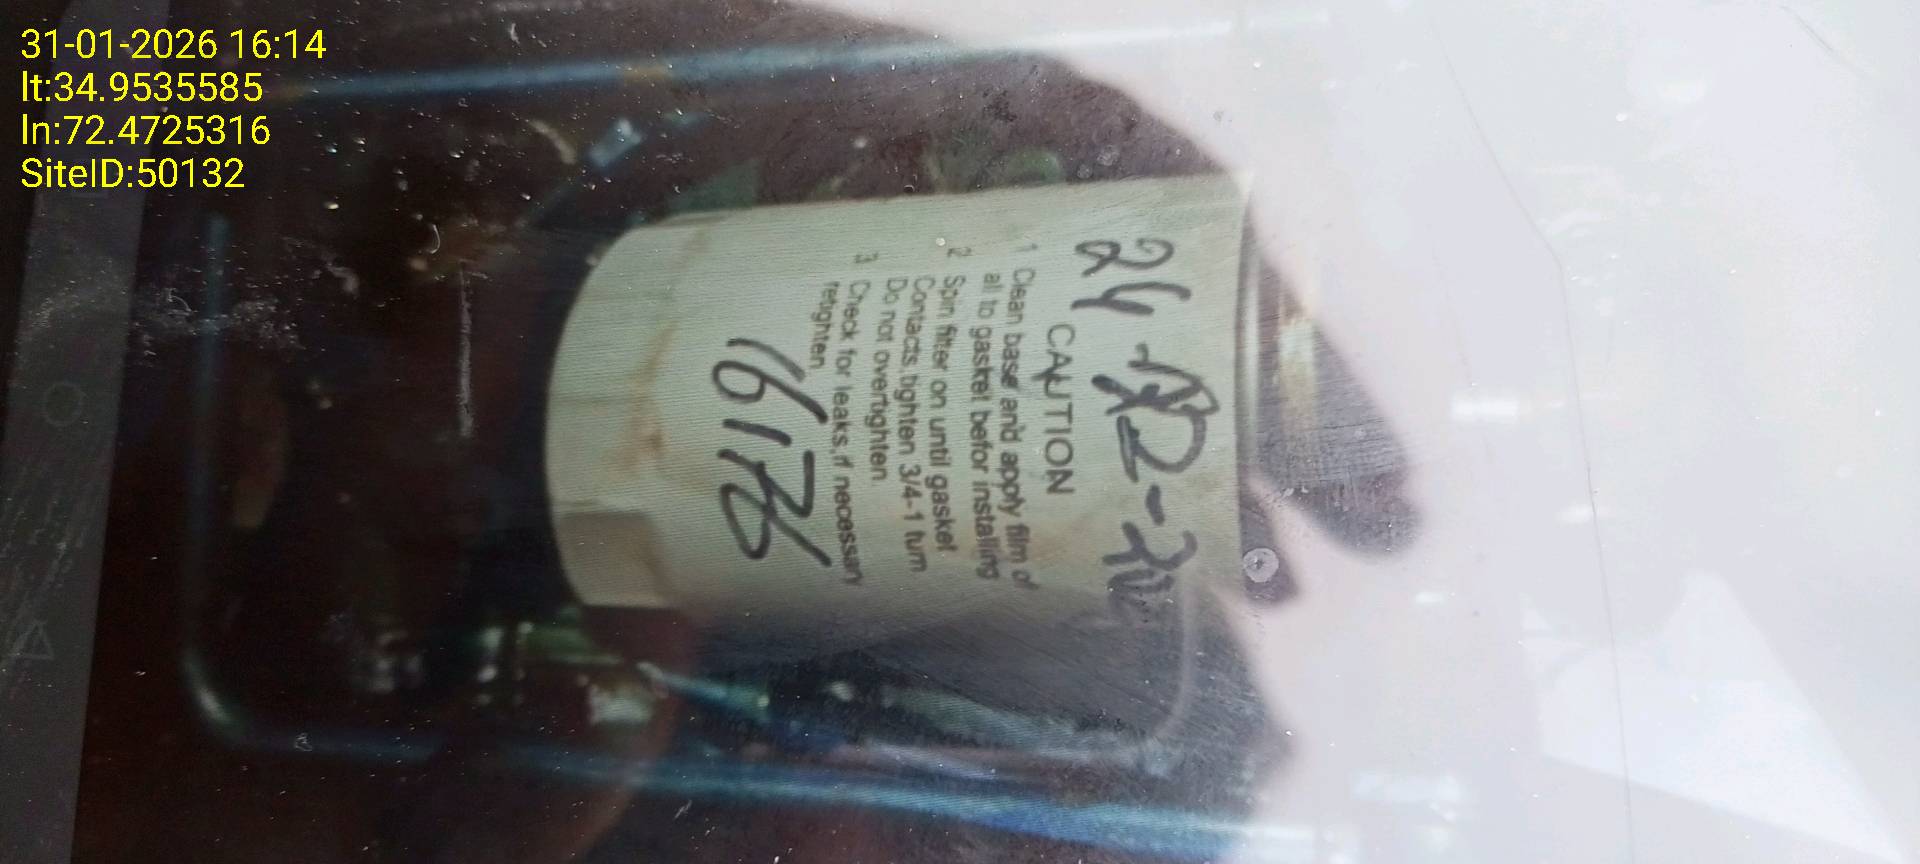 31-01-2026 16:14
lt:34.9535585
ln:72.4725316
SiteID:50132
CAUTION
1 Clean base and apply film of
all to gasket befor installing
2 Spin filter on until gasket
Contacts, tighten 3/4-1 turn.
Do not overtighten.
3 Check for leaks, if necessary
retighten
16176